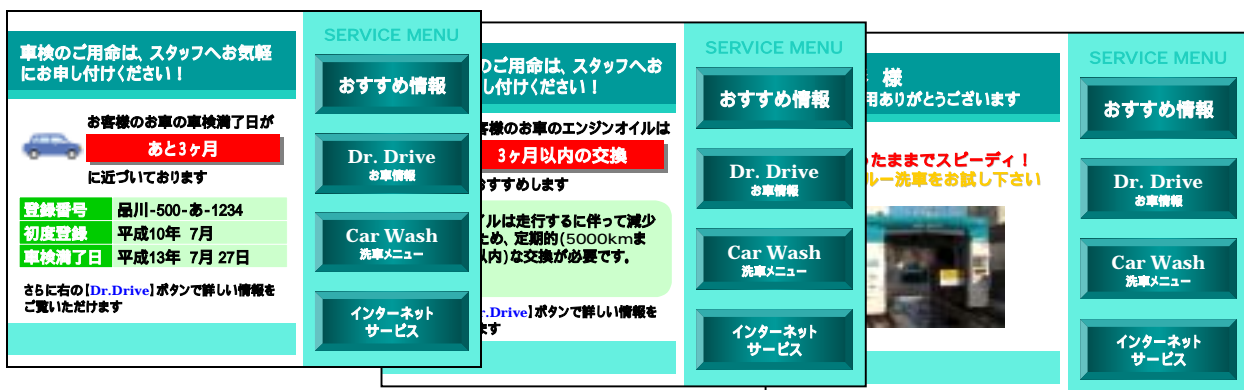 車検のご用命は、スタッフへお気軽
にお申し付けください！
お客様のお車の車検満了日が
あと3ヶ月
に近づいております
登録番号 品川-500-あ-1234
初度登録 平成10年 7月
車検満了日 平成13年 7月 27日
さらに右の【Dr.Drive】ボタンで詳しい情報を
ご覧いただけます
SERVICE MENU
おすすめ情報
Dr. Drive
お車情報
Car Wash
洗車メニュー
インターネット
サービス
のご用命は、スタッフへお
し付けください！
客様のお車のエンジンオイルは
3ヶ月以内の交換
おすすめします
イルは走行するに伴って減少
ため、定期的(5000kmま
以内)な交換が必要です。
r.Drive】ボタンで詳しい情報を
ます
SERVICE MENU
おすすめ情報
Dr. Drive
お車情報
Car Wash
洗車メニュー
インターネット
サービス
様
用ありがとうございます
ったままでスピーディ！
ルー洗車をお試し下さい
SERVICE MENU
おすすめ情報
Dr. Drive
お車情報
Car Wash
洗車メニュー
インターネット
サービス